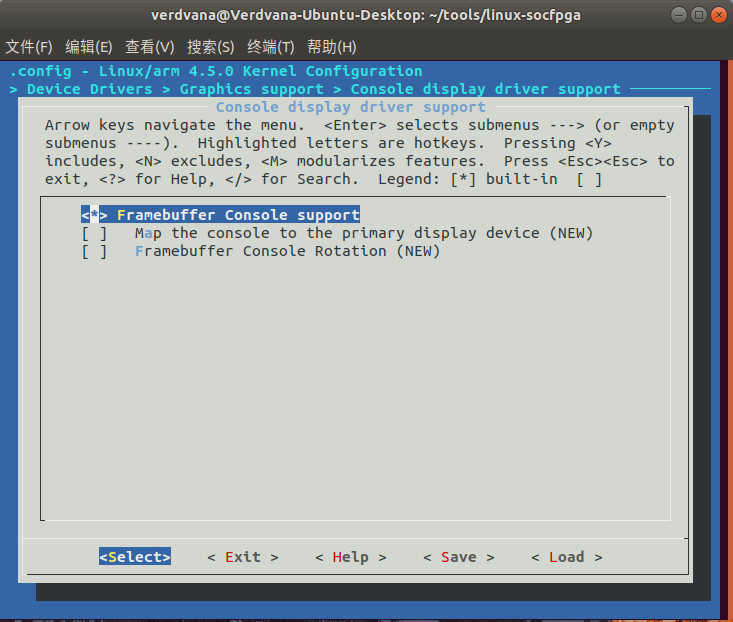 verdvana@Verdvana-Ubuntu-Desktop: ~/tools/linux-socfpga
文件(F) 编辑(E) 查看(V) 搜索(S) 终端(T) 帮助(H)
.config - Linux/arm 4.5.0 Kernel Configuration
> Device Drivers > Graphics support > Console display driver support
Console display driver support
Arrow keys navigate the menu.  <Enter> selects submenus ---> (or empty
submenus ----).  Highlighted letters are hotkeys.  Pressing <Y>
includes, <N> excludes, <M> modularizes features.  Press <Esc><Esc> to
exit, <?> for Help, </> for Search.  Legend: [*] built-in  [ ]
<*> Framebuffer Console support
[ ]   Map the console to the primary display device (NEW)
[ ]   Framebuffer Console Rotation (NEW)
<Select>    < Exit >    < Help >    < Save >    < Load >